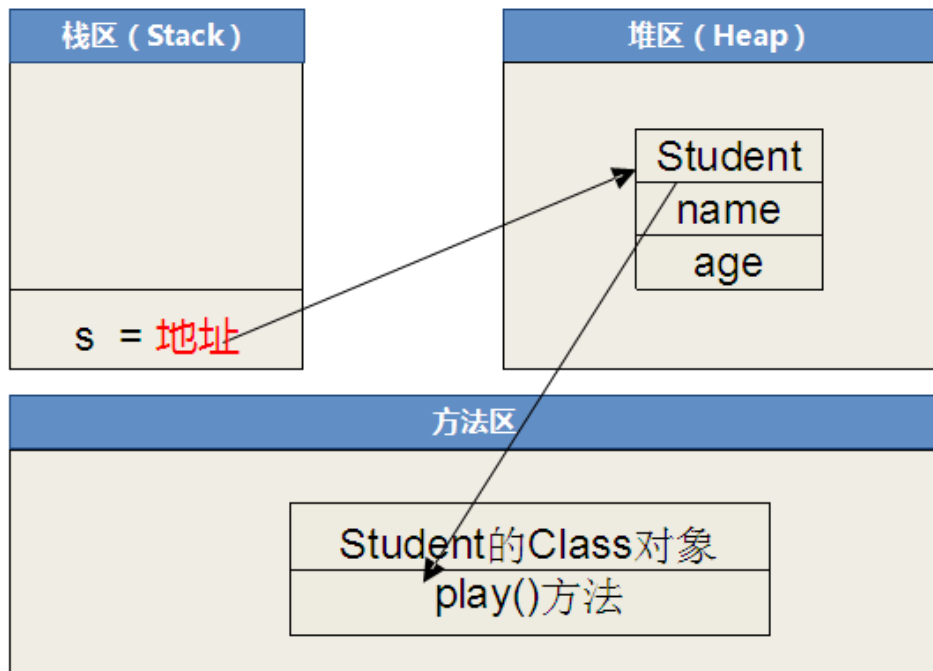 栈区（Stack）
堆区（Heap）
Student
name
age
s = 地址
方法区
Student的Class对象
play()方法